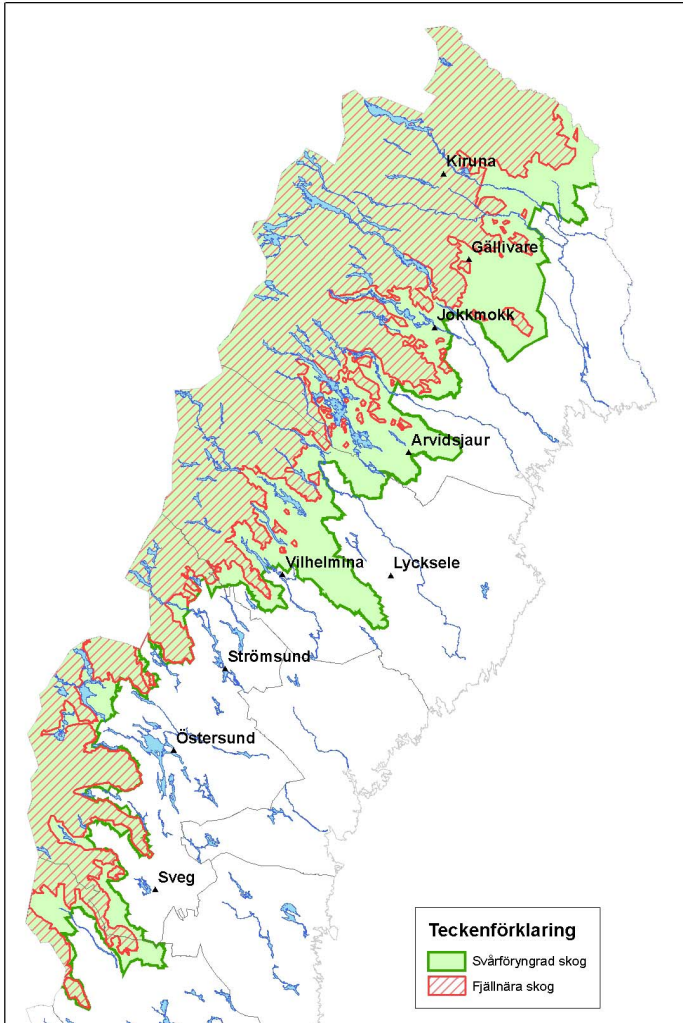 Kiruna
Gällivare
Jokkmokk
Arvidsjaur
Vilhelmina
Lycksele
Strömsund
Östersund
Sveg
Teckenförklaring
Svårföryngrad skog
Fjällnära skog